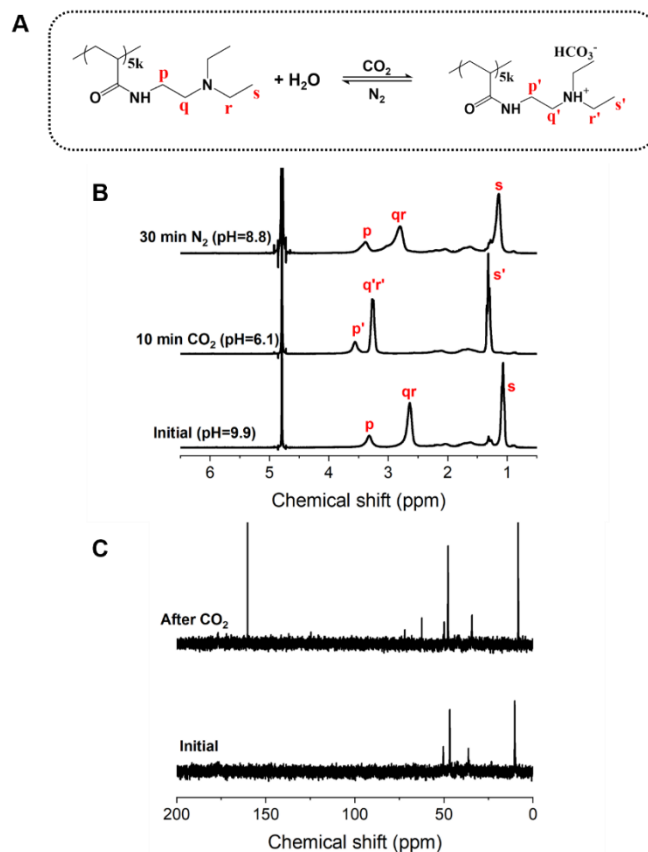 A
HCO₃⁻
5k
5k
p
p'
s
+ H₂O
CO₂
s'
O
NH
N
N₂
O
NH
NH
+
q
r
q'
r'
B
s
30 min N₂ (pH=8.8)
p
qr
s'
q'r'
10 min CO₂ (pH=6.1)
p'
s
qr
Initial (pH=9.9)
p
6 5 4 3 2 1
Chemical shift (ppm)
C
After CO₂
Initial
200 150 100 50 0
Chemical shift (ppm)